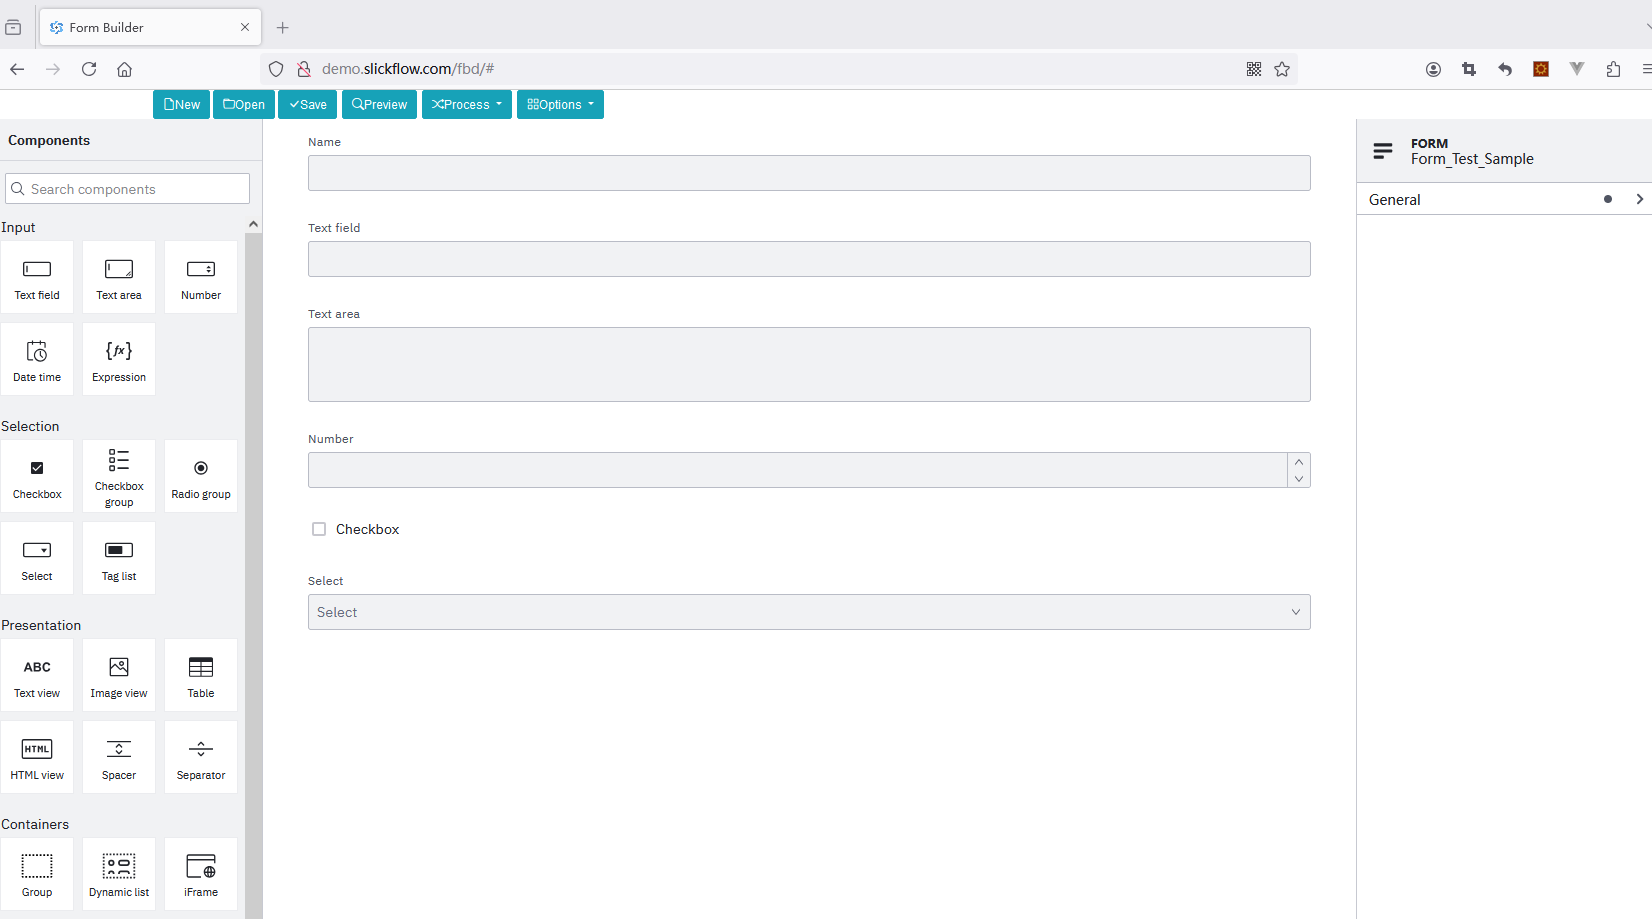 Form Builder
demo.slickflow.com/fbd/#
New Open Save Preview Process Options
Components
Search components
Input
Text field Text area Number
Date time Expression
Selection
Checkbox Checkbox group Radio group
Select Tag list
Presentation
ABC
Text view Image view Table
HTML
HTML view Spacer Separator
Containers
Group Dynamic list iFrame
Name
Text field
Text area
Number
Checkbox
Select
Select
FORM
Form_Test_Sample
General
{fx}